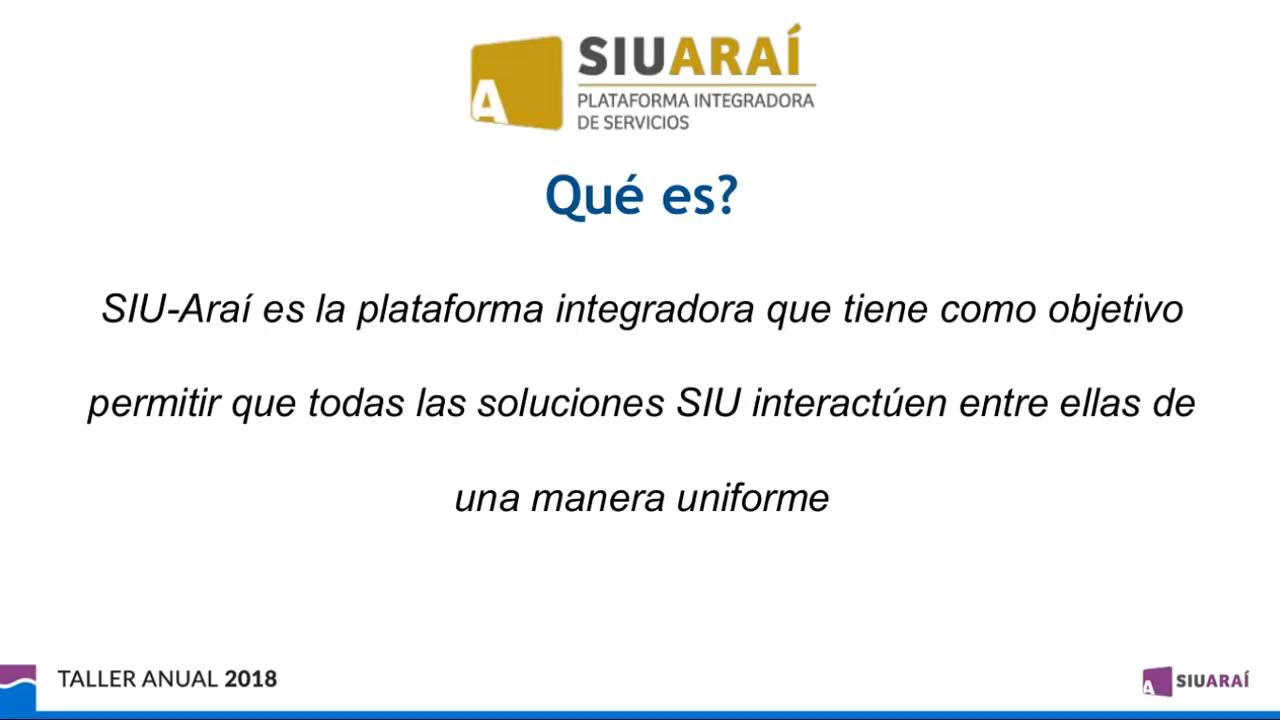 SIUARAÍ
PLATAFORMA INTEGRADORA
DE SERVICIOS
Qué es?
SIU-Araí es la plataforma integradora que tiene como objetivo
permitir que todas las soluciones SIU interactúen entre ellas de
una manera uniforme
TALLER ANUAL 2018
SIUARAÍ